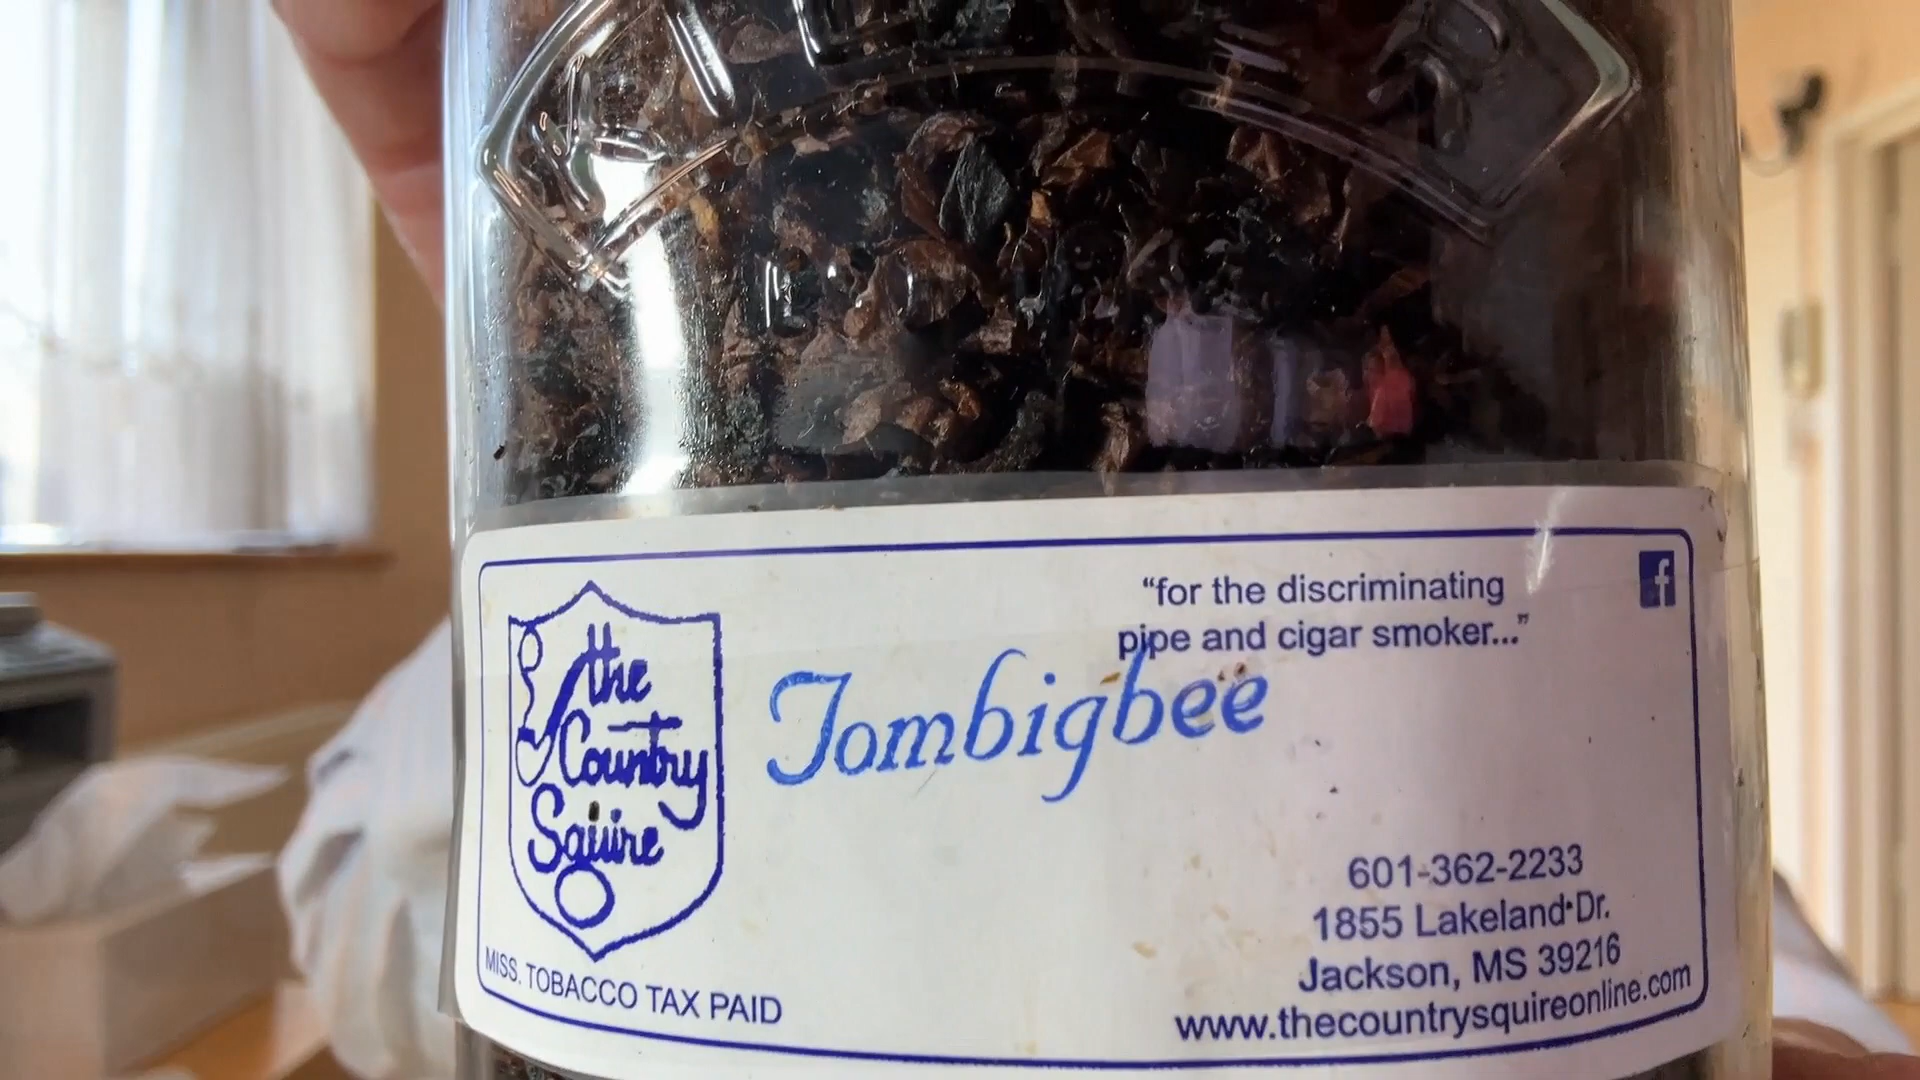 "for the discriminating
pipe and cigar smoker..."
f
the
Country
Squire
Tombigbee
601-362-2233
1855 Lakeland Dr.
Jackson, MS 39216
www.thecountrysquireonline.com
MISS. TOBACCO TAX PAID